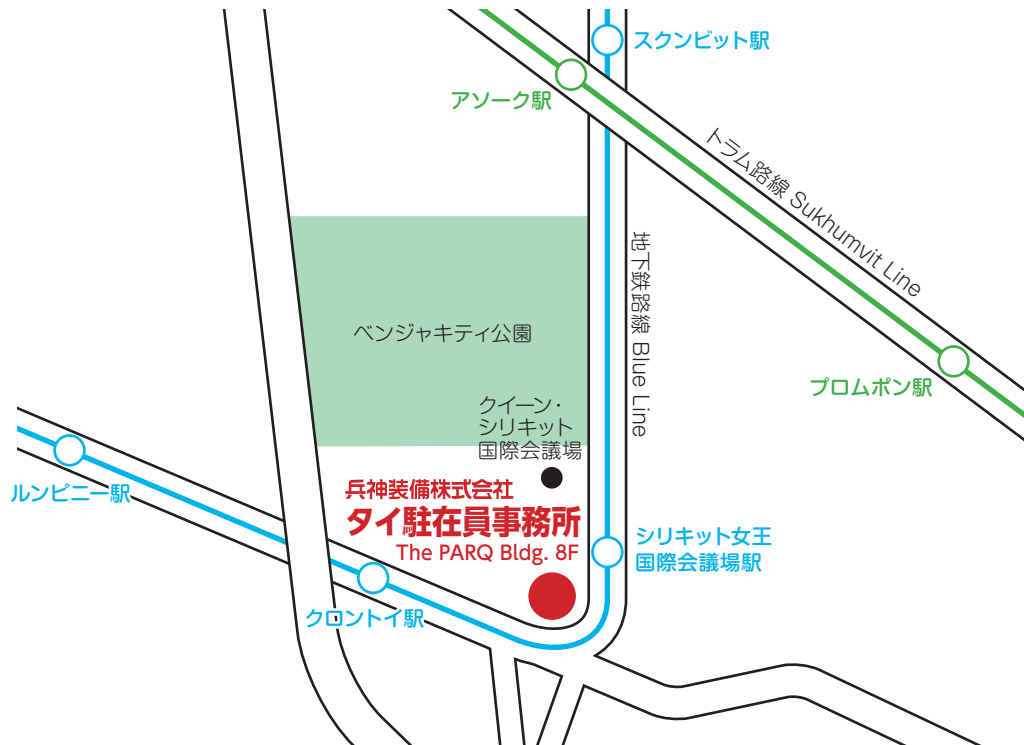 スクンビット駅
アソーク駅
トラム路線 Sukhumvit Line
地下鉄路線 Blue Line
ベンジャキティ公園
プロムポン駅
クイーン・
シリキット
国際会議場
ルンピニー駅
兵神装備株式会社
タイ駐在員事務所
The PARQ Bldg. 8F
シリキット女王
国際会議場駅
クロントイ駅